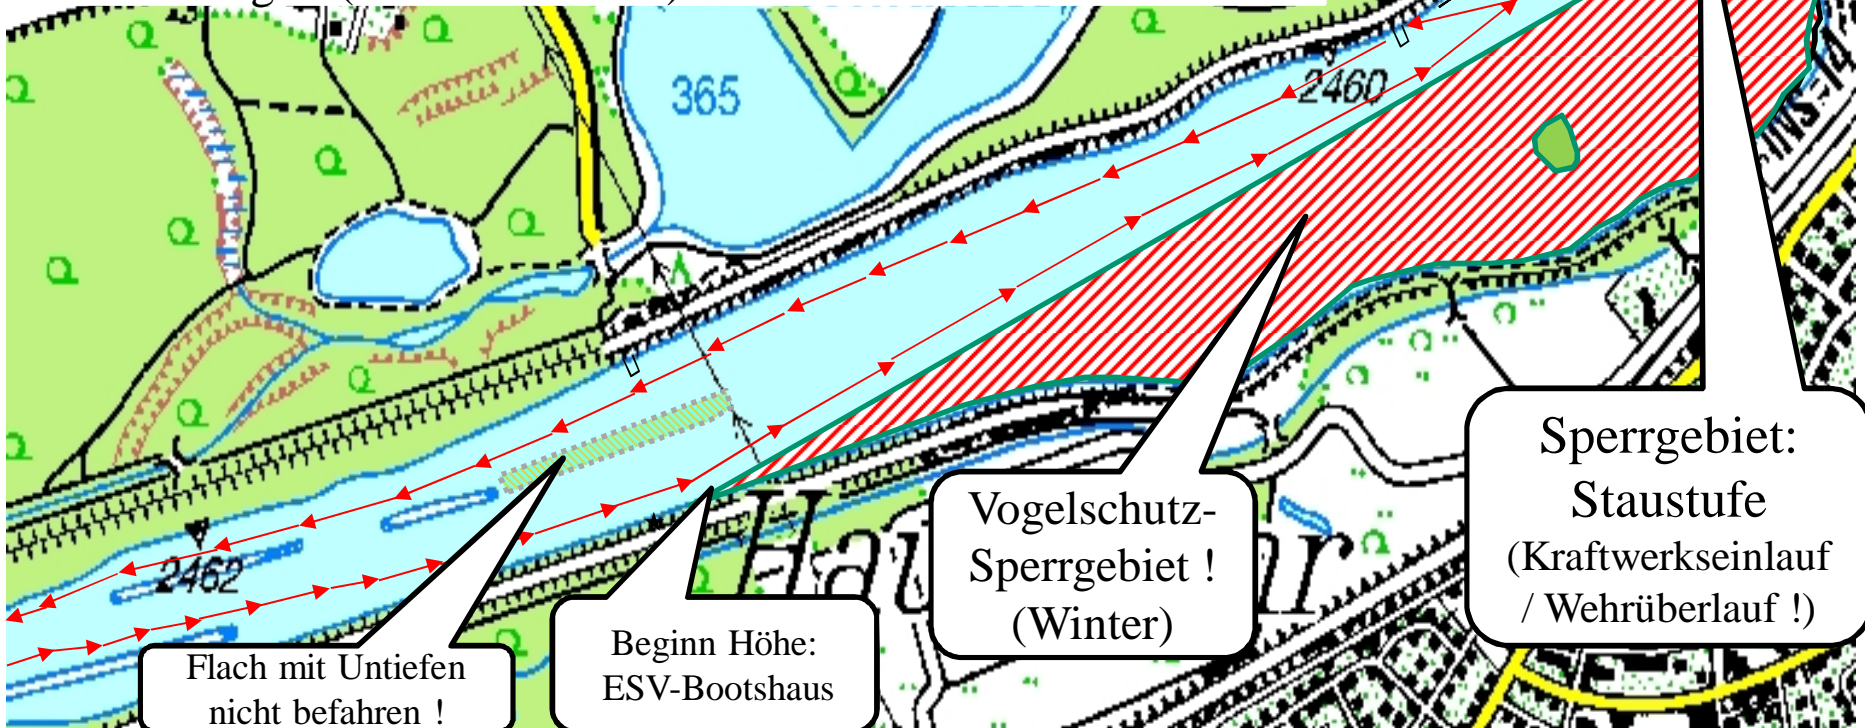 365
2460
2462
Sperrgebiet:
Staustufe
(Kraftwerkseinlauf
/ Wehrüberlauf !)
Vogelschutz-
Sperrgebiet !
(Winter)
Beginn Höhe:
ESV-Bootshaus
Flach mit Untiefen
nicht befahren !